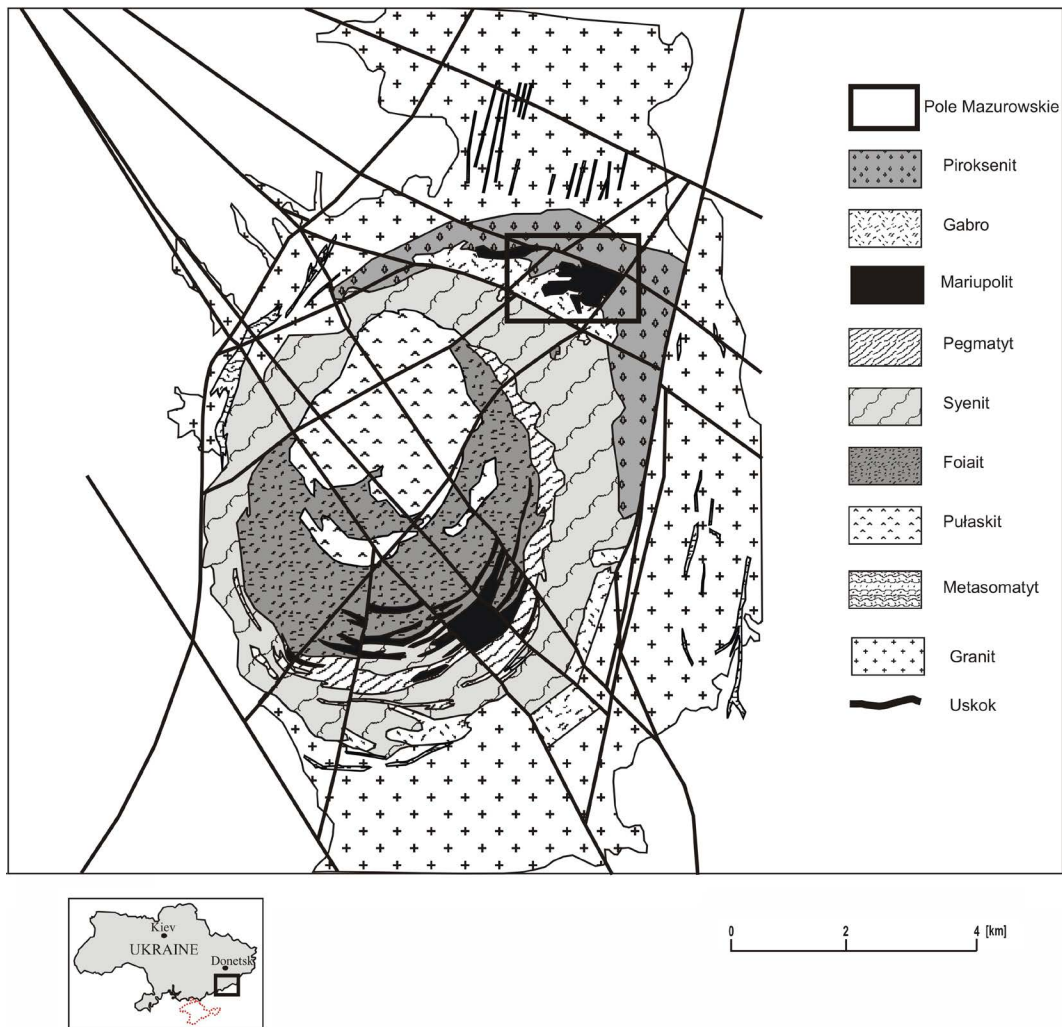 Pole Mazurowskie
Piroksenit
Gabro
Mariupolit
Pegmatyt
Syenit
Foiait
Pułaskit
Metasomatyt
Granit
Uskok
Kiev
UKRAINE
Donetsk
0 2 4 [km]